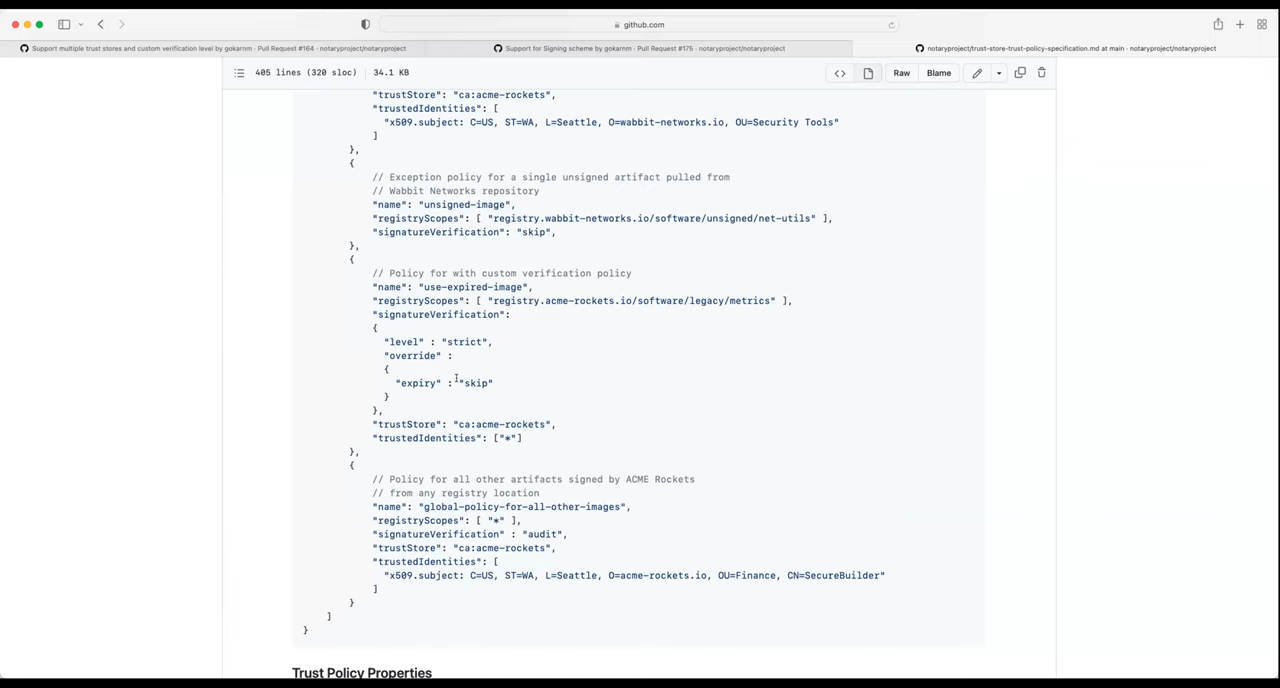 github.com
Support multiple trust stores and custom verification level by gokarnm · Pull Request #164 · notaryproject/notaryproject
Support for Signing scheme by gokarnm · Pull Request #175 · notaryproject/notaryproject
notaryproject/trust-store-trust-policy-specification.md at main · notaryproject/notaryproject
405 lines (320 sloc) 34.1 KB
Raw Blame
"trustStore": "ca:acme-rockets",
"trustedIdentities": [
"x509.subject: C=US, ST=WA, L=Seattle, O=wabbit-networks.io, OU=Security Tools"
]
},
{
// Exception policy for a single unsigned artifact pulled from
// Wabbit Networks repository
"name": "unsigned-image",
"registryScopes": [ "registry.wabbit-networks.io/software/unsigned/net-utils" ],
"signatureVerification": "skip",
},
{
// Policy for with custom verification policy
"name": "use-expired-image",
"registryScopes": [ "registry.acme-rockets.io/software/legacy/metrics" ],
"signatureVerification":
{
"level" : "strict",
"override" :
{
"expiry" : "skip"
}
},
"trustStore": "ca:acme-rockets",
"trustedIdentities": ["*"]
},
{
// Policy for all other artifacts signed by ACME Rockets
// from any registry location
"name": "global-policy-for-all-other-images",
"registryScopes": [ "*" ],
"signatureVerification" : "audit",
"trustStore": "ca:acme-rockets",
"trustedIdentities": [
"x509.subject: C=US, ST=WA, L=Seattle, O=acme-rockets.io, OU=Finance, CN=SecureBuilder"
]
}
]
}
Trust Policy Properties